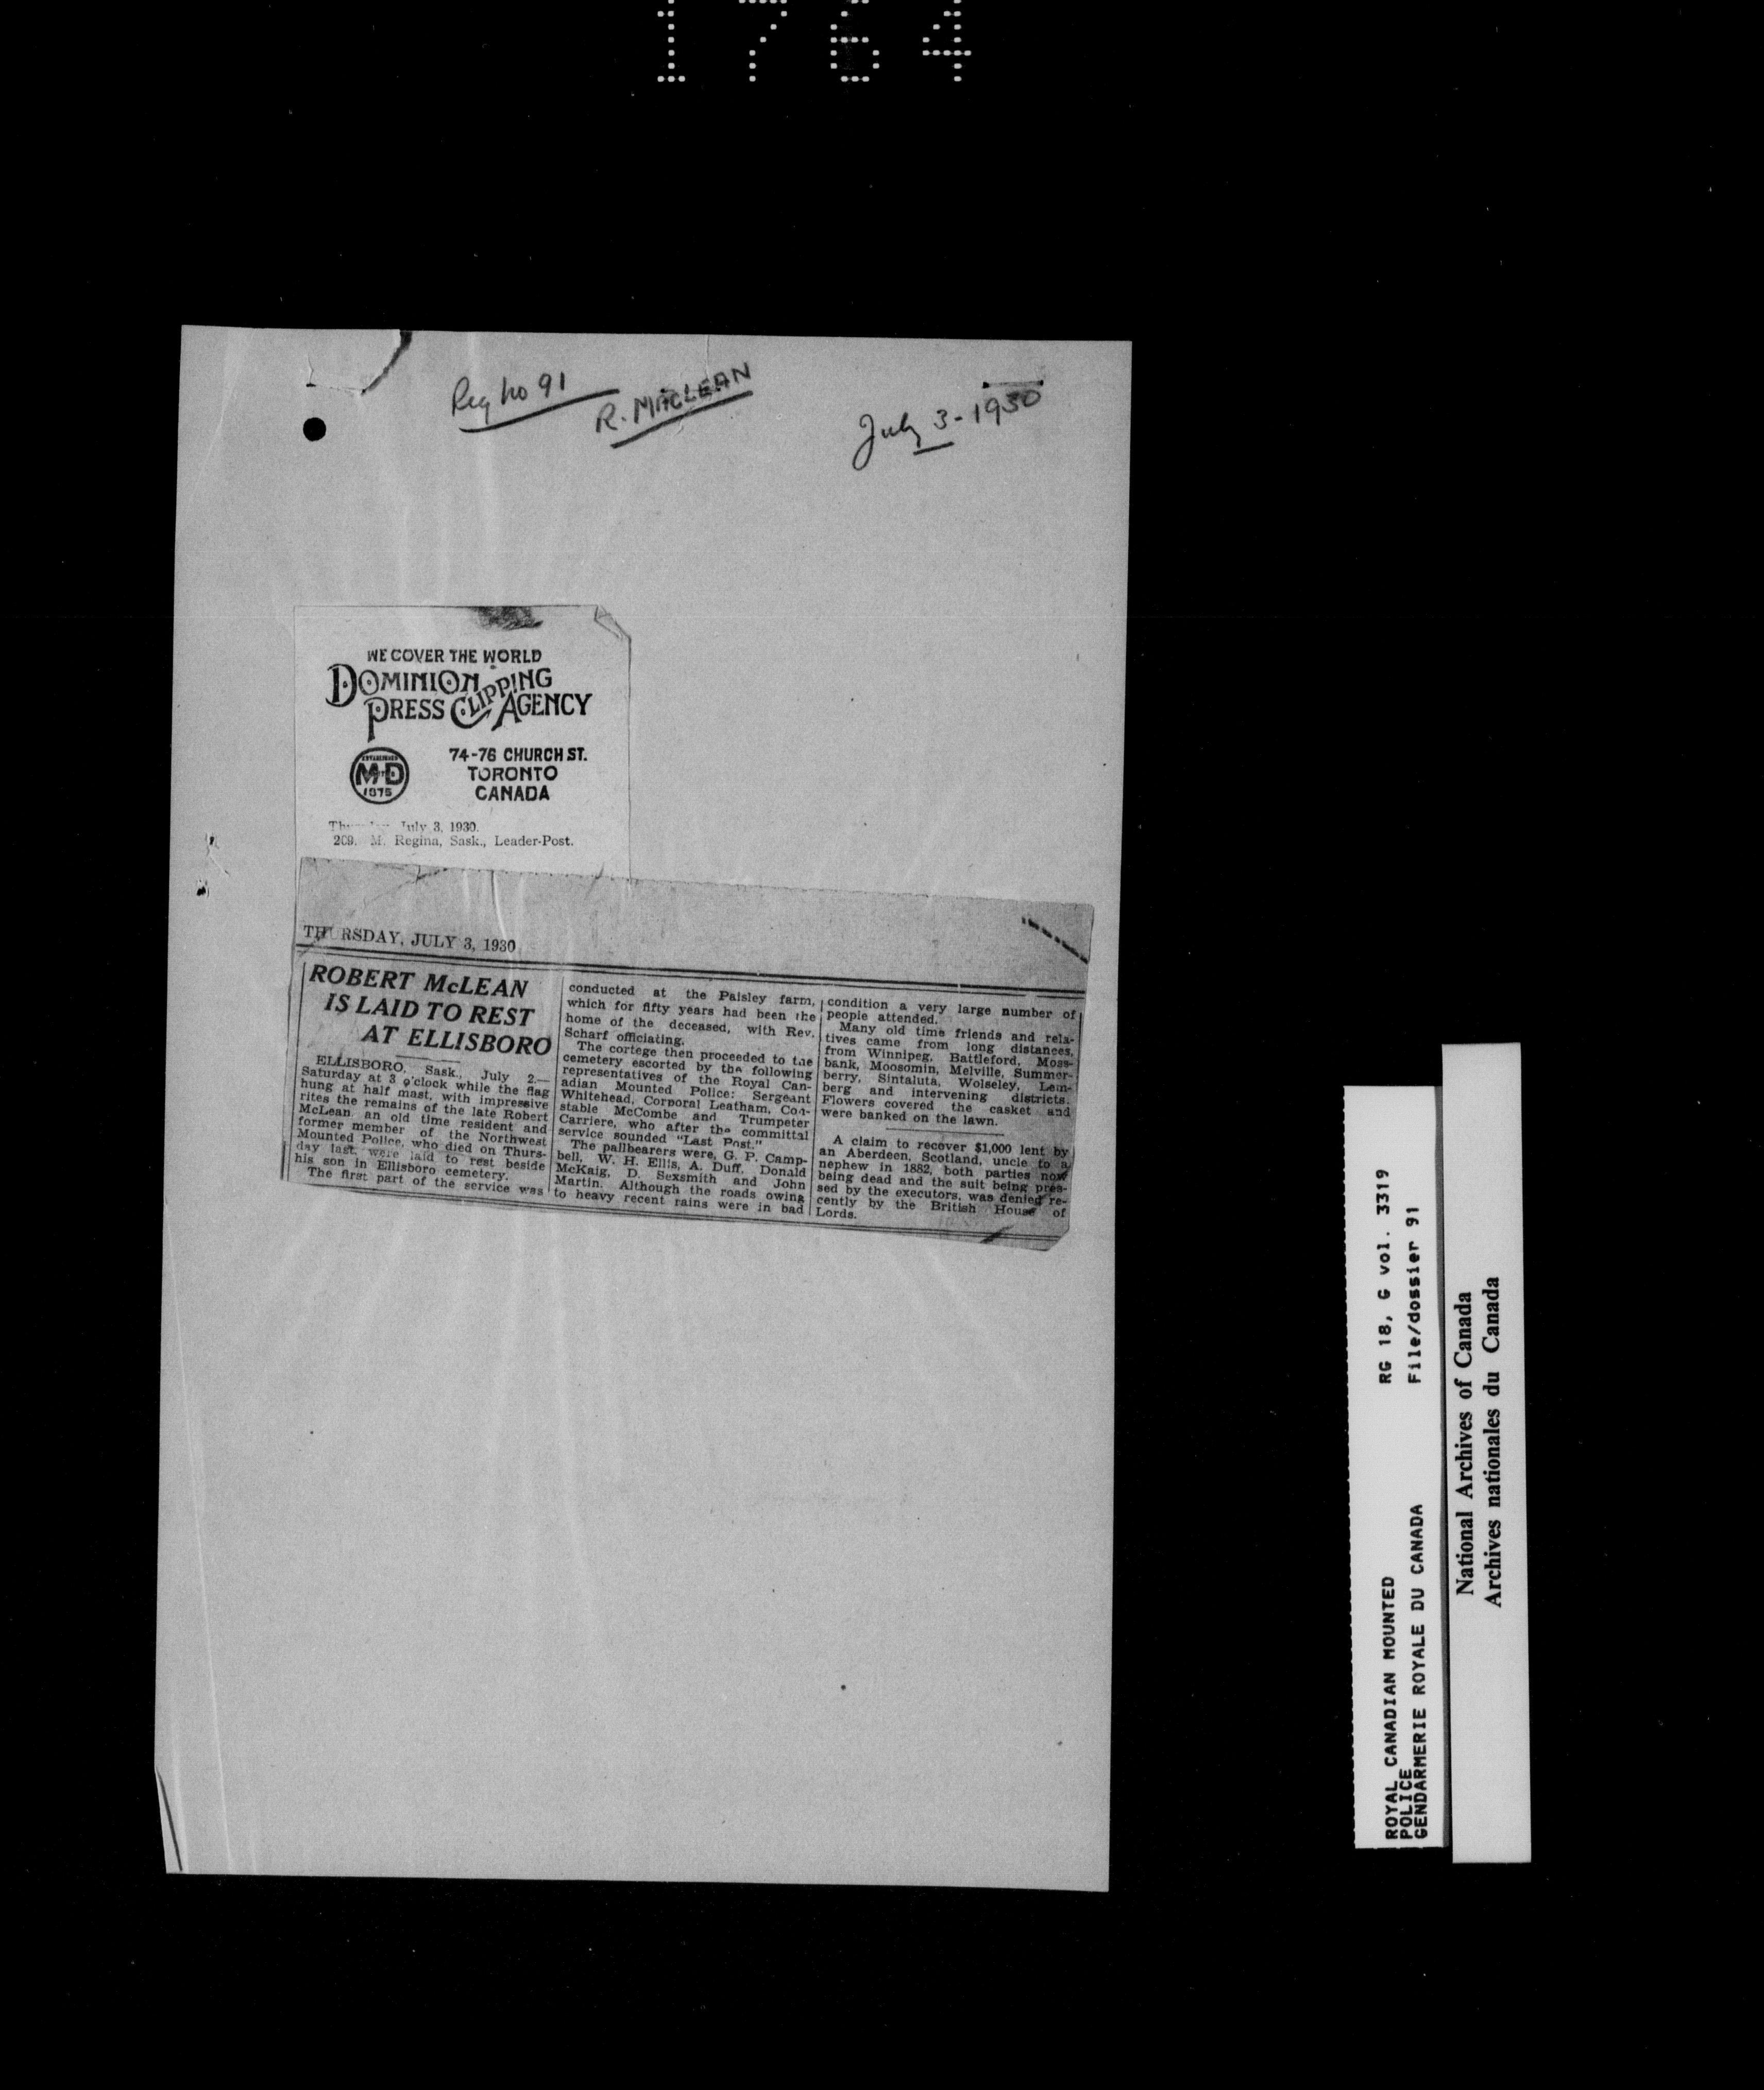 1764
Reg no 91
R. MACLEAN
July 3-1930
WE COVER THE WORLD
DOMINION
PRESS CLIPPING AGENCY
ESTABLISHED
M-D
1875
74-76 CHURCH ST.
TORONTO
CANADA
July 3, 1930.
209. M. Regina, Sask., Leader-Post.
THURSDAY, JULY 3, 1930
ROBERT McLEAN
IS LAID TO REST
AT ELLISBORO
ELLISBORO, Sask., July 2.—
Saturday at 3 o'clock while the flag
hung at half mast, with impressive
rites the remains of the late Robert
McLean, an old time resident and
former member of the Northwest
Mounted Police, who died on Thurs-
day last, were laid to rest beside
his son in Ellisboro cemetery.
The first part of the service was
conducted at the Paisley farm,
which for fifty years had been the
home of the deceased, with Rev.
Scharf officiating.
The cortege then proceeded to the
cemetery escorted by the following
representatives of the Royal Can-
adian Mounted Police: Sergeant
Whitehead, Corporal Leatham, Con-
stable McCombe and Trumpeter
Carriere, who after the committal
service sounded "Last Post."
The pallbearers were, G. P. Camp-
bell, W. H. Ellis, A. Duff, Donald
McKaig, D. Sexsmith and John
Martin. Although the roads owing
to heavy recent rains were in bad
condition a very large number of
people attended.
Many old time friends and rela-
tives came from long distances,
from Winnipeg, Battleford, Moss-
bank, Moosomin, Melville, Summer-
berry, Sintaluta, Wolseley, Lem-
berg and intervening districts.
Flowers covered the casket and
were banked on the lawn.
A claim to recover $1,000 lent by
an Aberdeen, Scotland, uncle to a
nephew in 1882, both parties now
being dead and the suit being pres-
sed by the executors, was denied re-
cently by the British House of
Lords.
ROYAL CANADIAN MOUNTED
POLICE
GENDARMERIE ROYALE DU CANADA
RG 18, G vol. 3319
File/dossier 91
National Archives of Canada
Archives nationales du Canada